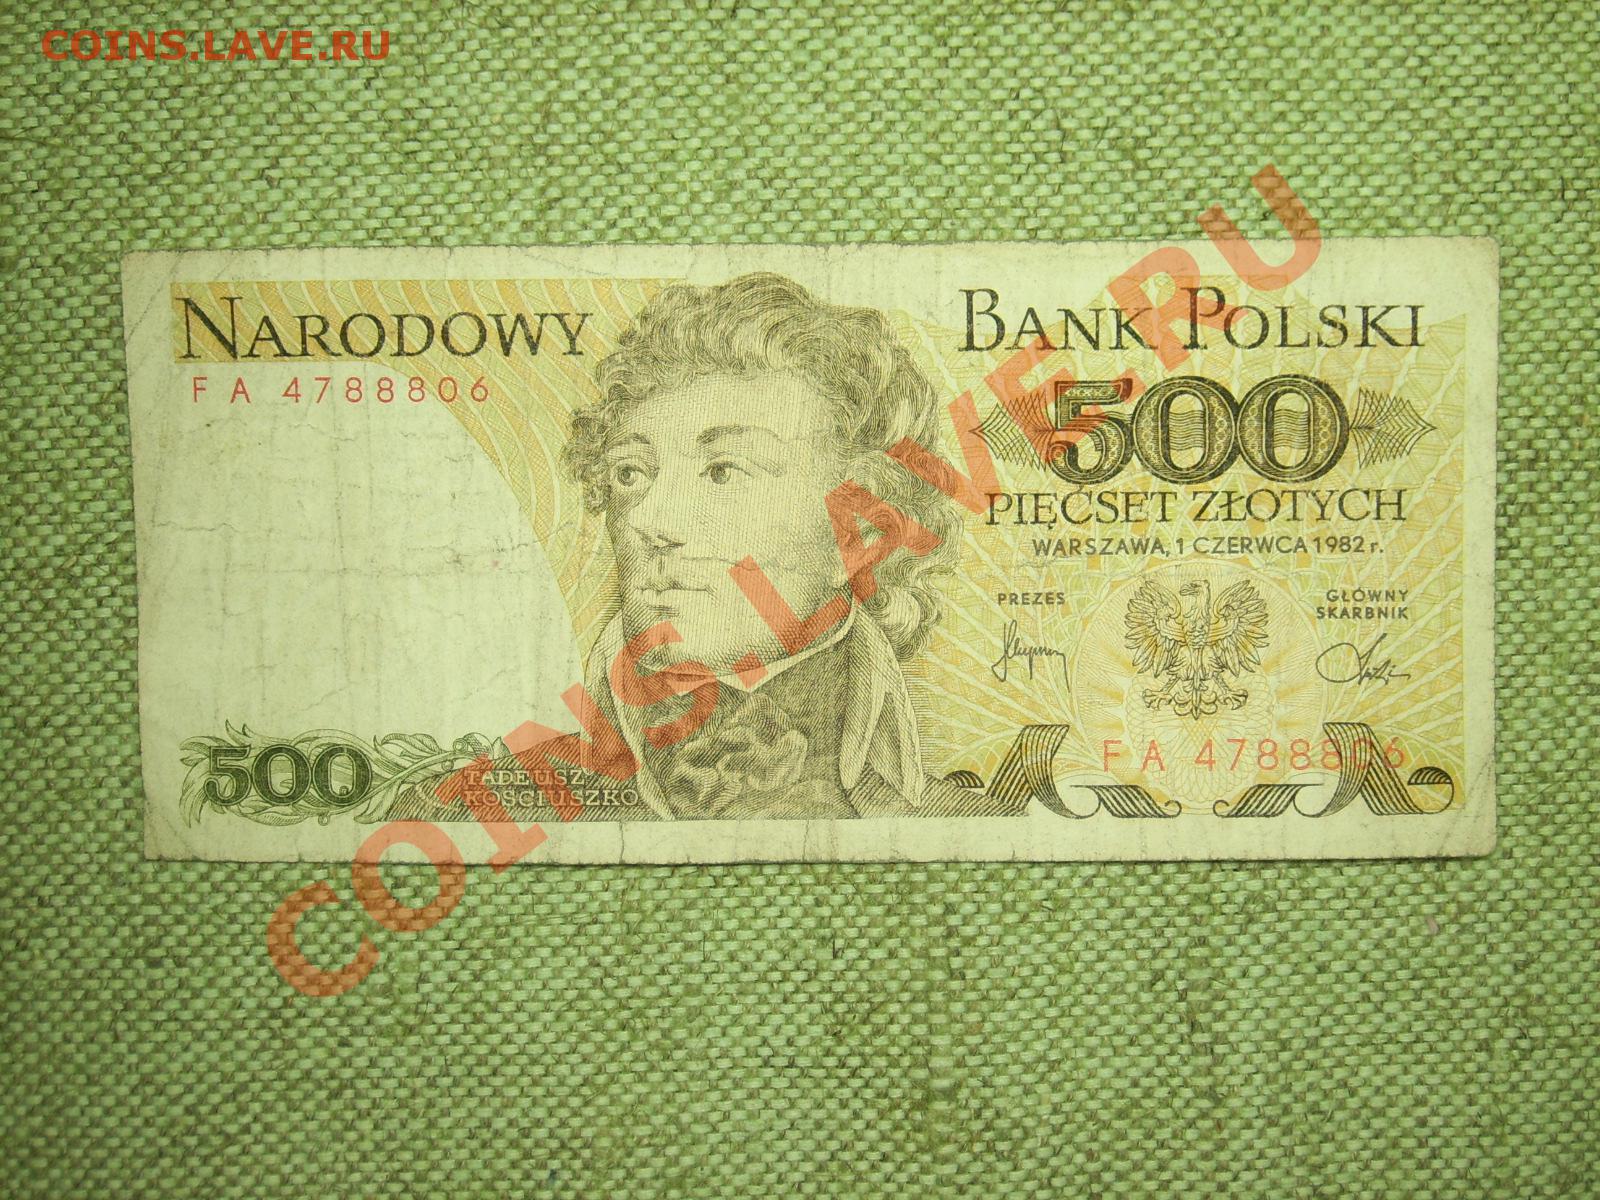 COINS.LAVE.RU
NARODOWY
BANK POLSKI
FA 4788806
500
PIĘĆSET ZŁOTYCH
WARSZAWA, 1 CZERWCA 1982 r.
PREZES
GŁÓWNY
SKARBNIK
FA 4788806
500
TADEUSZ
KOŚCIUSZKO
COINS.LAVE.RU